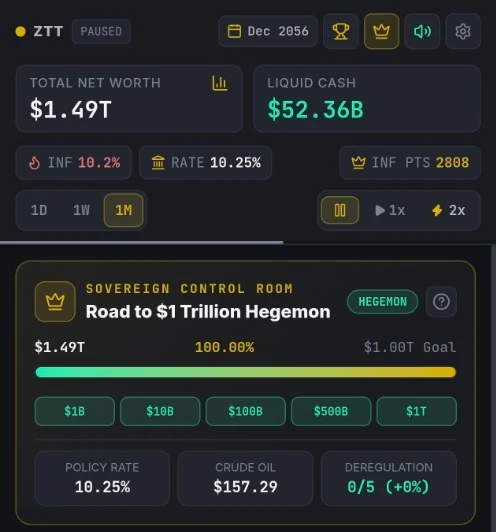 ZTT PAUSED Dec 2056
TOTAL NET WORTH
$1.49T
LIQUID CASH
$52.36B
INF 10.2% RATE 10.25% INF PTS 2808
1D 1W 1M 1x 2x
SOVEREIGN CONTROL ROOM
Road to $1 Trillion Hegemon
HEGEMON ?
$1.49T 100.00% $1.00T Goal
$1B $10B $100B $500B $1T
POLICY RATE
10.25%
CRUDE OIL
$157.29
DEREGULATION
0/5 (+0%)